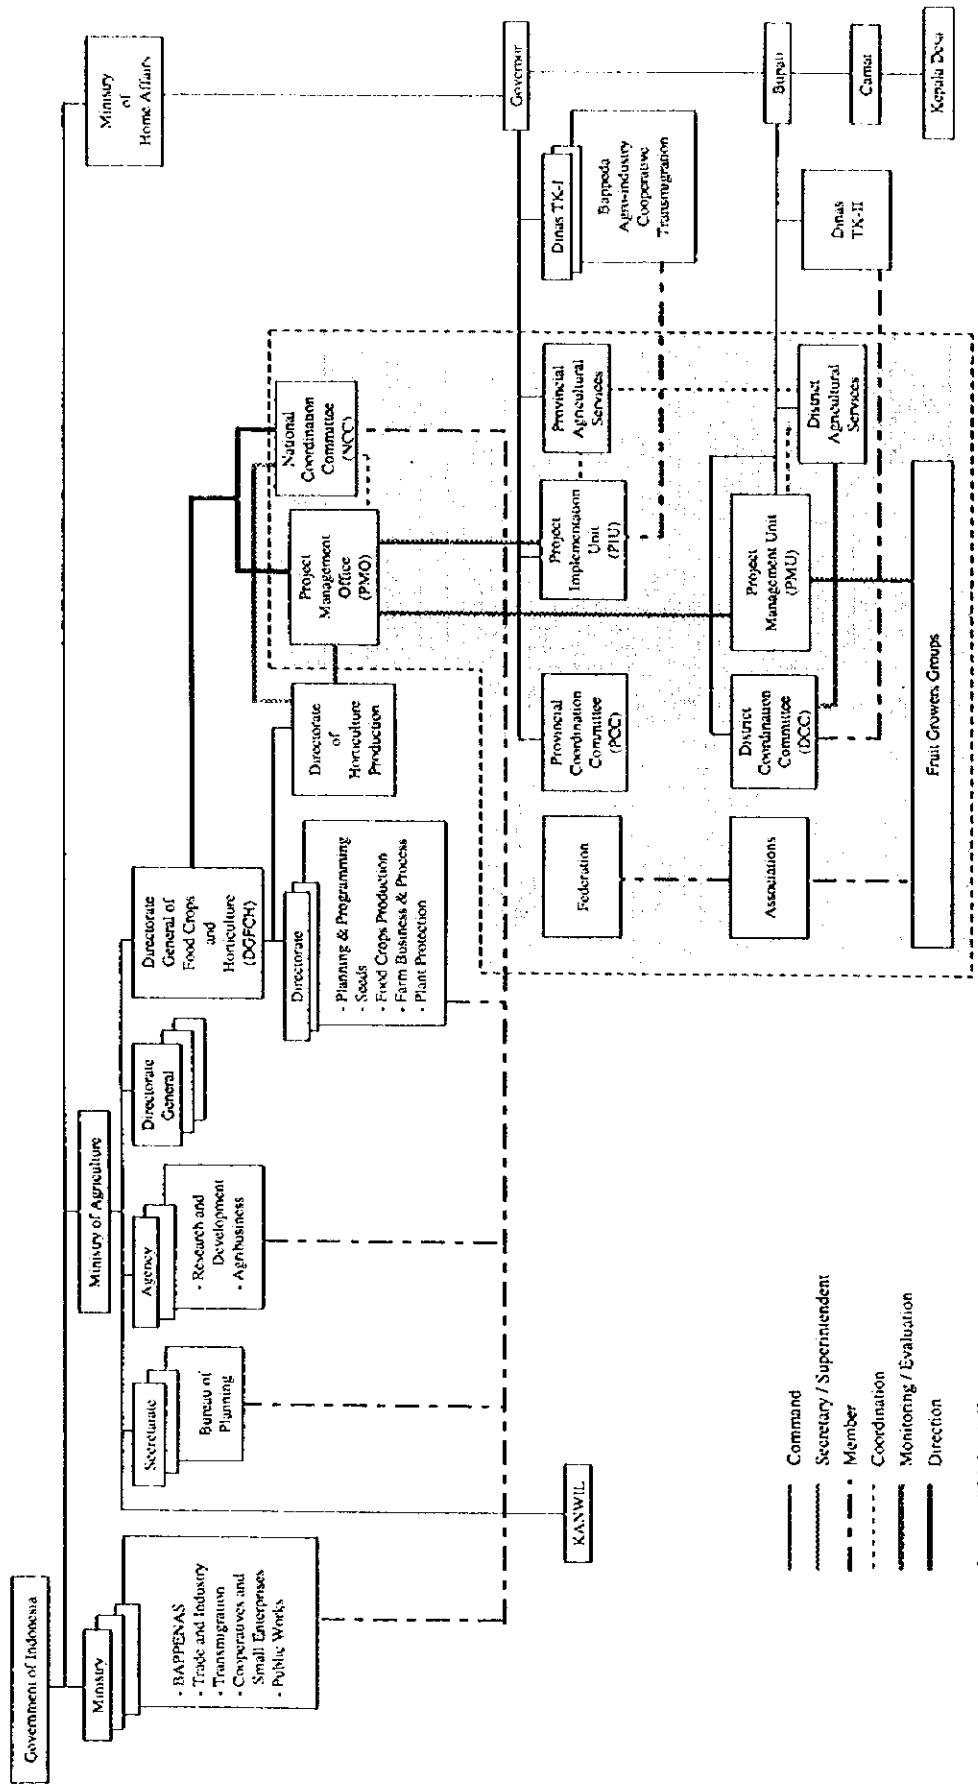 Government of Indonesia
Ministry
- BAPPENAS
- Trade and Industry
- Transmigration
- Cooperatives and
Small Enterprises
- Public Works
Ministry of Agriculture
Ministry
of
Home Affairs
Secretariate
Bureau of
Planning
Agency
- Research and
Development
- Agribusiness
Directorate
General
Directorate
General of
Food Crops
and
Horticulture
(DGFCH)
Directorate
- Planning & Programming
- Seeds
- Food Crops Production
- Farm Business & Process
- Plant Protection
Directorate
of
Horticulture
Production
Project
Management
Office
(PMO)
National
Coordination
Committee
(NCC)
KANWIL
Governor
Federation
Provincial
Coordination
Committee
(PCC)
Project
Implementation
Unit
(PIU)
Provincial
Agricultural
Services
Dinas TK-I
Bappeda
Agro-industry
Cooperative
Transmigration
Associations
District
Coordination
Committee
(DCC)
Project
Management Unit
(PMU)
District
Agricultural
Services
Dinas
TK-II
Bupati
Camat
Kepala Desa
Fruit Growers Groups
Command
Secretary / Superintendent
Member
Coordination
Monitoring / Evaluation
Direction